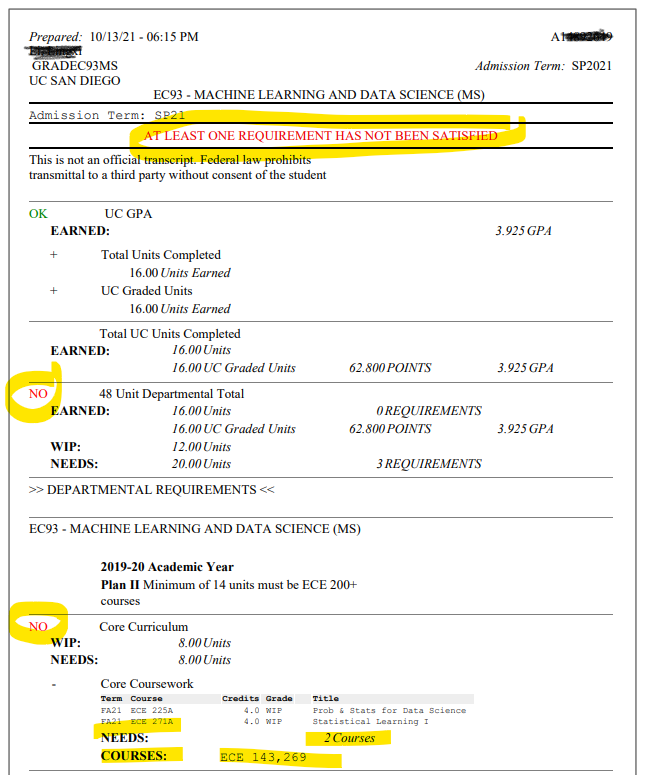 Prepared: 10/13/21 - 06:15 PM
GRADEC93MS
Admission Term: SP2021
UC SAN DIEGO
EC93 - MACHINE LEARNING AND DATA SCIENCE (MS)
Admission Term: SP21
AT LEAST ONE REQUIREMENT HAS NOT BEEN SATISFIED
This is not an official transcript. Federal law prohibits
transmittal to a third party without consent of the student
OK UC GPA
EARNED: 3.925 GPA
+ Total Units Completed
16.00 Units Earned
+ UC Graded Units
16.00 Units Earned
Total UC Units Completed
EARNED: 16.00 Units
16.00 UC Graded Units 62.800 POINTS 3.925 GPA
NO 48 Unit Departmental Total
EARNED: 16.00 Units 0 REQUIREMENTS
16.00 UC Graded Units 62.800 POINTS 3.925 GPA
WIP: 12.00 Units
NEEDS: 20.00 Units 3 REQUIREMENTS
>> DEPARTMENTAL REQUIREMENTS <<
EC93 - MACHINE LEARNING AND DATA SCIENCE (MS)
2019-20 Academic Year
Plan II Minimum of 14 units must be ECE 200+
courses
NO Core Curriculum
WIP: 8.00 Units
NEEDS: 8.00 Units
- Core Coursework
Term Course Credits Grade Title
FA21 ECE 225A 4.0 WIP Prob & Stats for Data Science
FA21 ECE 271A 4.0 WIP Statistical Learning I
NEEDS: 2 Courses
COURSES: ECE 143,269